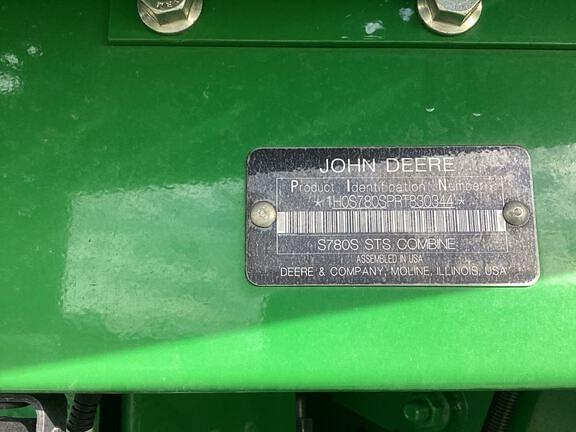 JOHN DEERE
Product Identification Number
*1H0S780SPRT830344*
S780S STS COMBINE
ASSEMBLED IN USA
DEERE & COMPANY, MOLINE, ILLINOIS, USA